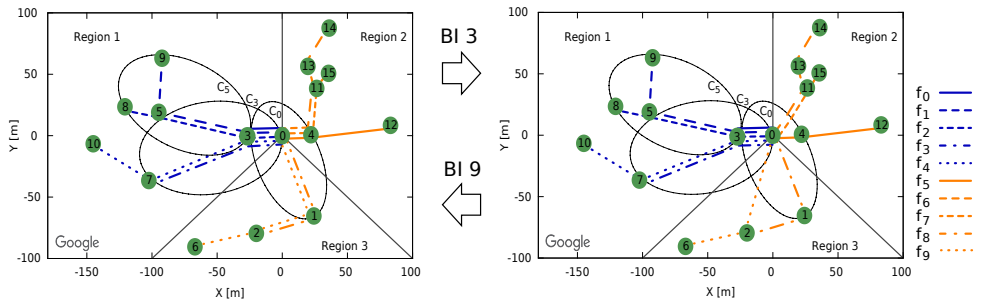 100
50
0
-50
-100
Y [m]
-150
-100
-50
0
50
100
X [m]
Region 1
Region 2
Region 3
C5
C3
C0
14
9
13
15
11
8
5
12
3
0
4
10
7
1
6
2
Google
BI 3
BI 9
100
50
0
-50
-100
Y [m]
-150
-100
-50
0
50
100
X [m]
Region 1
Region 2
Region 3
C5
C3
C0
14
9
13
15
11
8
5
12
3
0
4
10
7
1
6
2
Google
f0
f1
f2
f3
f4
f5
f6
f7
f8
f9